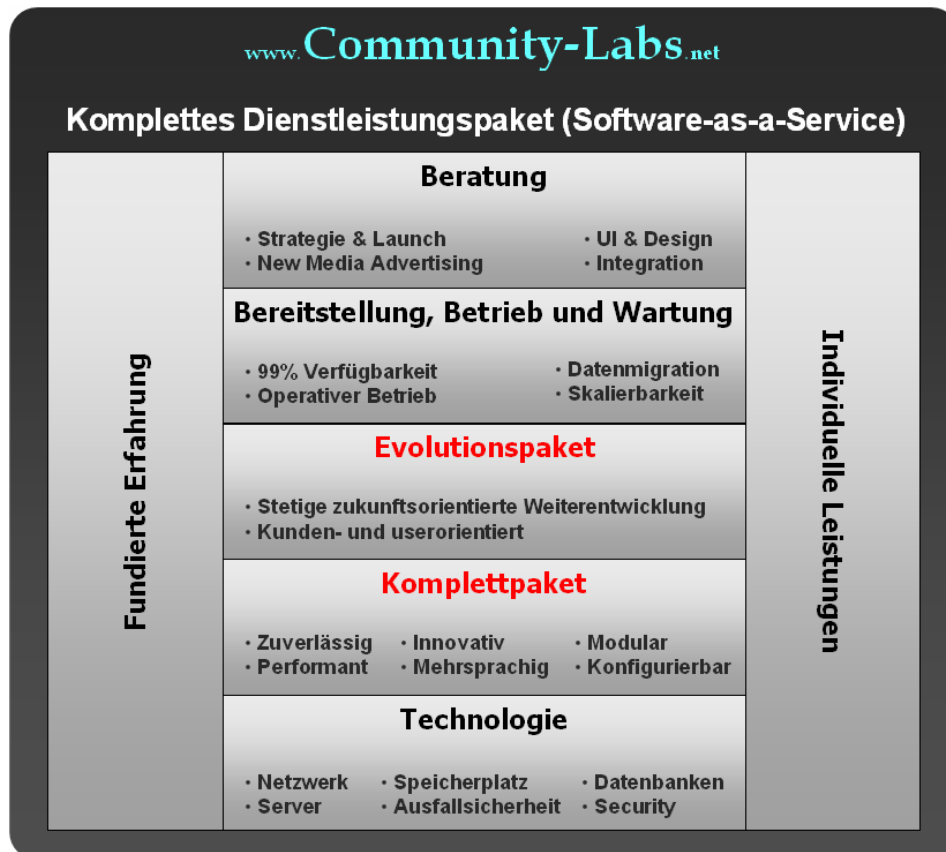 www.Community-Labs.net
Komplettes Dienstleistungspaket (Software-as-a-Service)
Fundierte Erfahrung
Beratung
· Strategie & Launch · UI & Design
· New Media Advertising · Integration
Bereitstellung, Betrieb und Wartung
· 99% Verfügbarkeit · Datenmigration
· Operativer Betrieb · Skalierbarkeit
Evolutionspaket
· Stetige zukunftsorientierte Weiterentwicklung
· Kunden- und userorientiert
Komplettpaket
· Zuverlässig · Innovativ · Modular
· Performant · Mehrsprachig · Konfigurierbar
Technologie
· Netzwerk · Speicherplatz · Datenbanken
· Server · Ausfallsicherheit · Security
Individuelle Leistungen